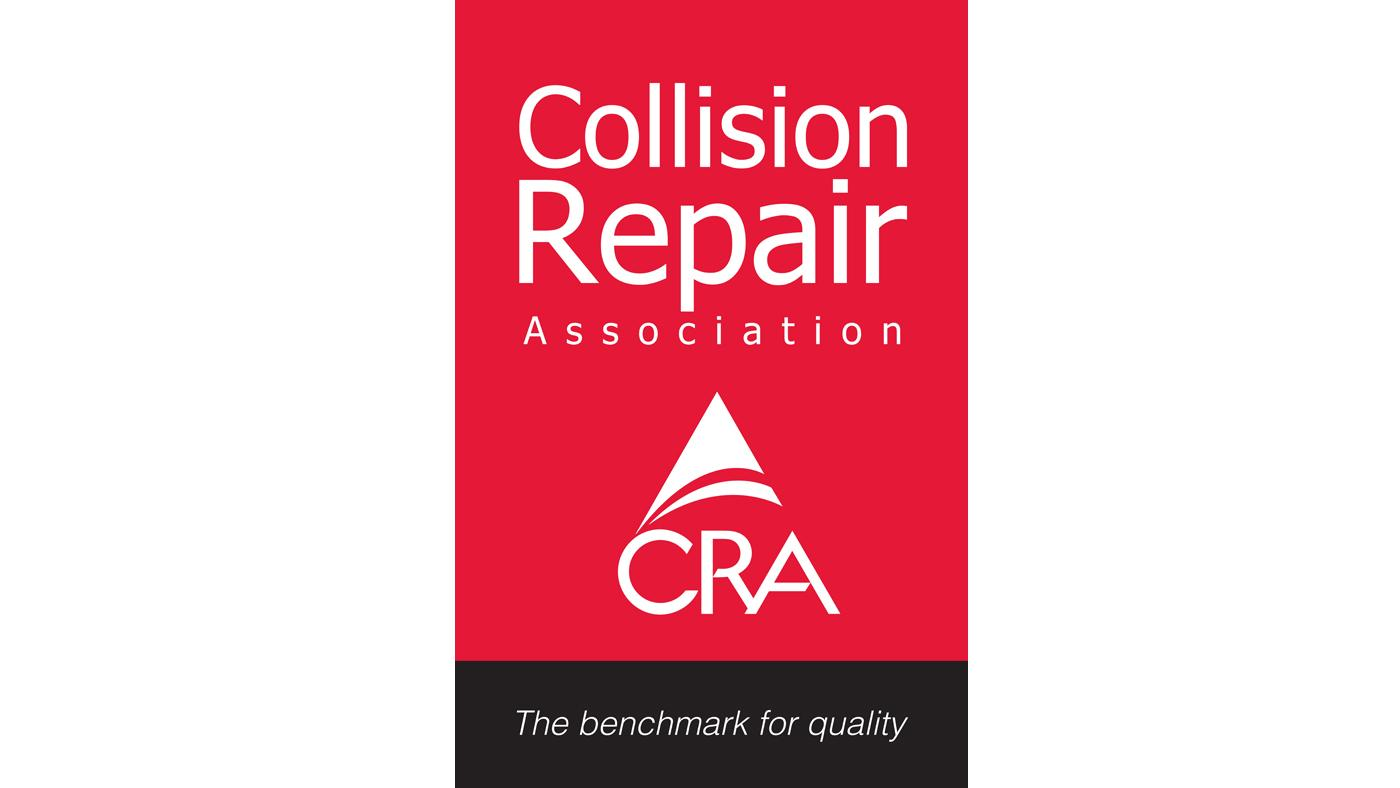 Collision
Repair
Association
CRA
The benchmark for quality